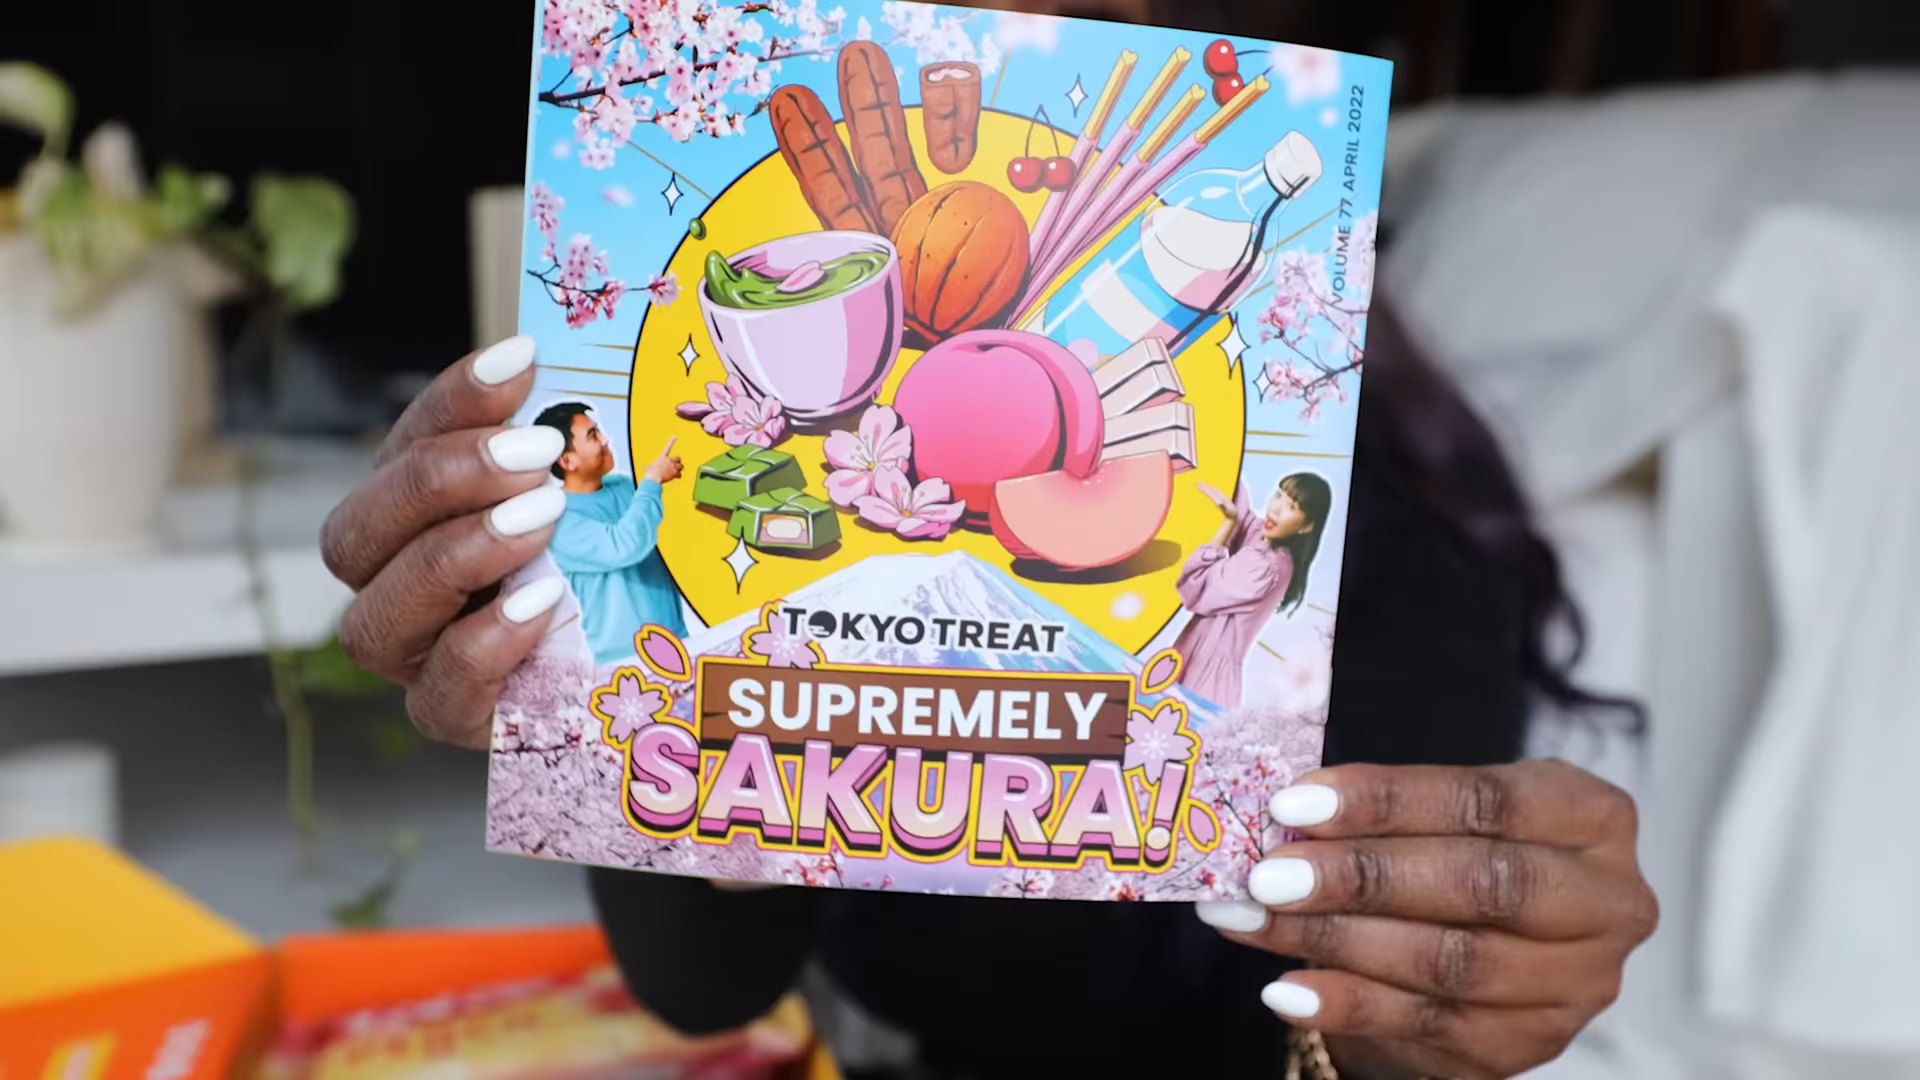 VOLUME 77 APRIL 2022
TOKYOTREAT
SUPREMELY
SAKURA!